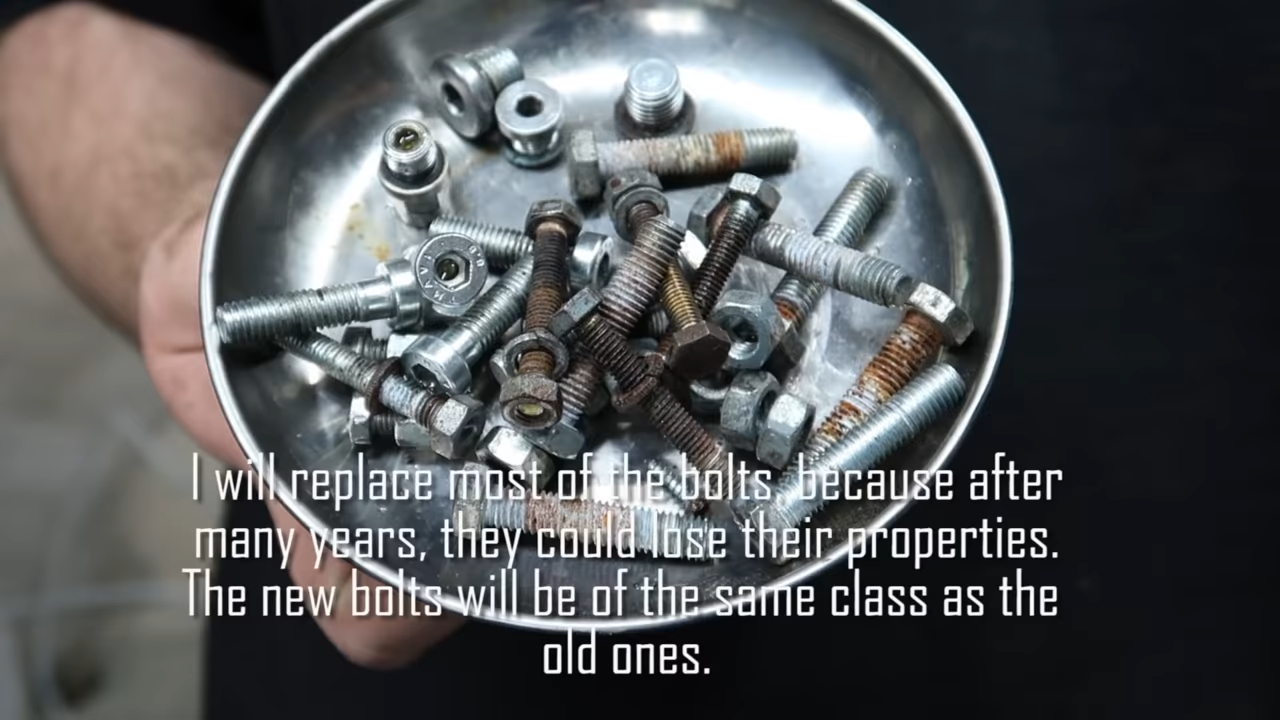 I will replace most of the bolts, because after
many years, they could lose their properties.
The new bolts will be of the same class as the
old ones.